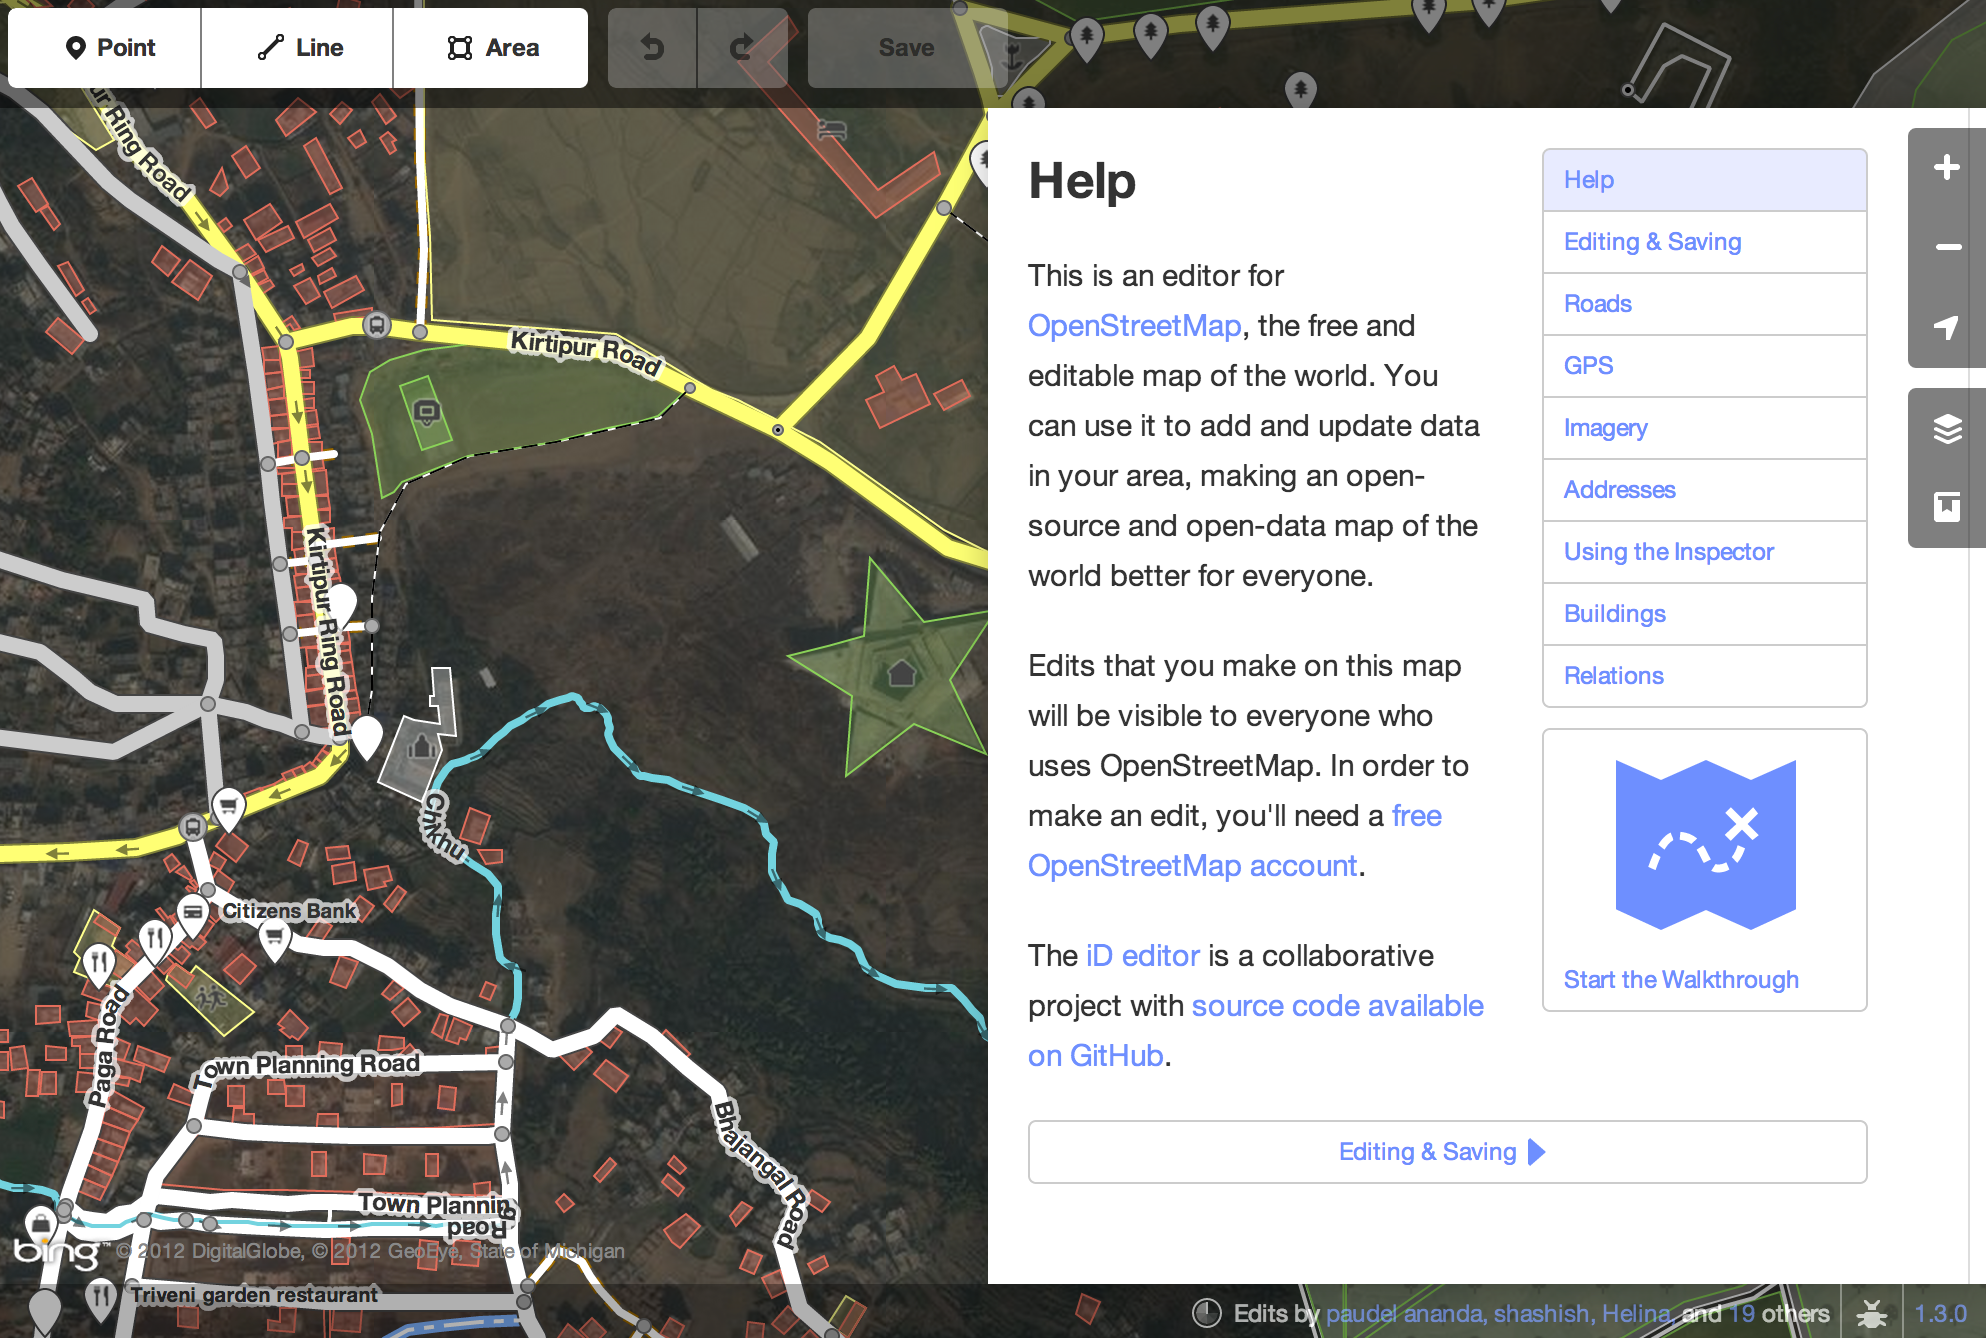 Point
Line
Area
Save
ur Ring Road
Kirtipur Road
Kirtipur Ring Road
Chikhu
Citizens Bank
Paga Road
Town Planning Road
Bhajangal Road
Town Planning Road
bing™ © 2012 DigitalGlobe, © 2012 GeoEye, State of Michigan
Triveni garden restaurant
Help
This is an editor for
OpenStreetMap, the free and
editable map of the world. You
can use it to add and update data
in your area, making an open-
source and open-data map of the
world better for everyone.
Edits that you make on this map
will be visible to everyone who
uses OpenStreetMap. In order to
make an edit, you'll need a free
OpenStreetMap account.
The iD editor is a collaborative
project with source code available
on GitHub.
Editing & Saving
Help
Editing & Saving
Roads
GPS
Imagery
Addresses
Using the Inspector
Buildings
Relations
Start the Walkthrough
Edits by paudel ananda, shashish, Helina, and 19 others
1.3.0